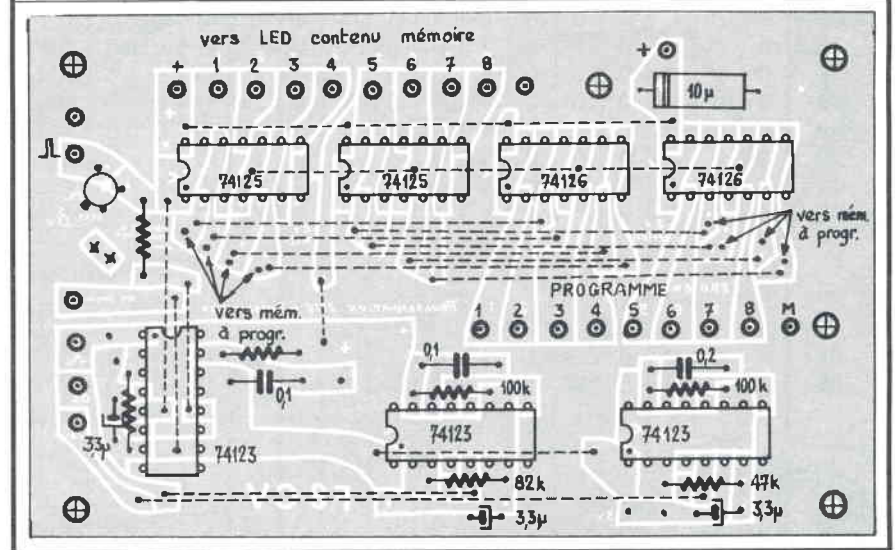 vers LED contenu mémoire
+ 1 2 3 4 5 6 7 8
+
10µ
74125
74125
74126
74126
vers mém.
à progr.
vers mém.
à progr.
PROGRAMME
1 2 3 4 5 6 7 8 M
0,1
100k
0,2
100k
0,1
3,3µ
74123
74123
74123
82k
47k
3,3µ
3,3µ